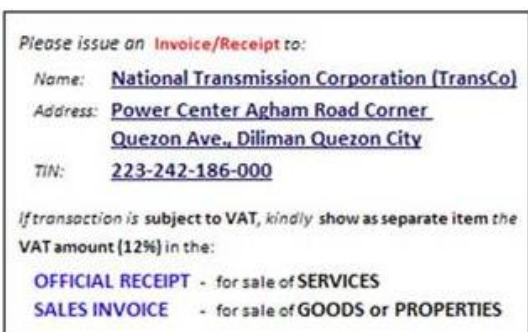 Please issue an Invoice/Receipt to:
Name: National Transmission Corporation (TransCo)
Address: Power Center Agham Road Corner
Quezon Ave., Diliman Quezon City
TIN: 223-242-186-000
If transaction is subject to VAT, kindly show as separate item the
VAT amount (12%) in the:
OFFICIAL RECEIPT - for sale of SERVICES
SALES INVOICE - for sale of GOODS or PROPERTIES